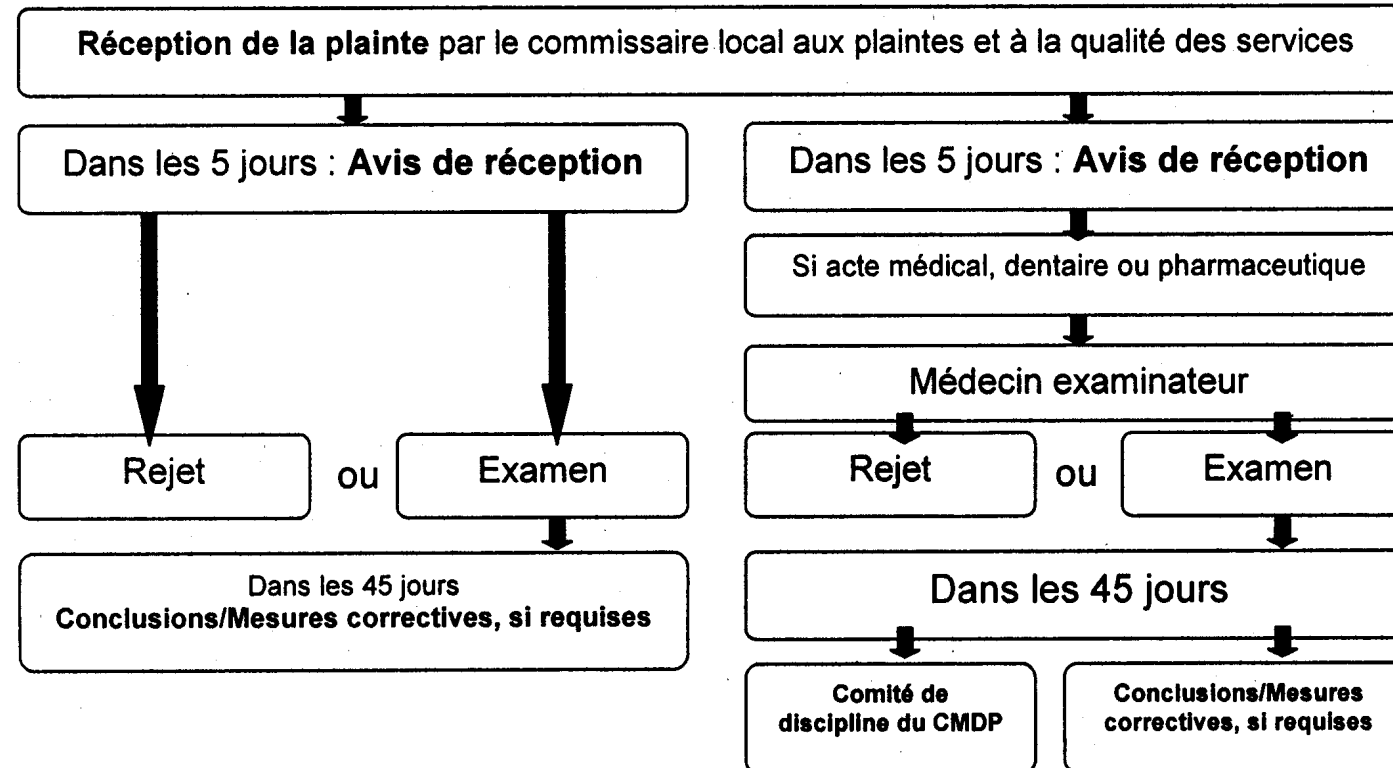 Réception de la plainte par le commissaire local aux plaintes et à la qualité des services
Dans les 5 jours : Avis de réception
Dans les 5 jours : Avis de réception
Si acte médical, dentaire ou pharmaceutique
Médecin examinateur
Rejet
ou
Examen
Rejet
ou
Examen
Dans les 45 jours
Conclusions/Mesures correctives, si requises
Dans les 45 jours
Comité de
discipline du CMDP
Conclusions/Mesures
correctives, si requises